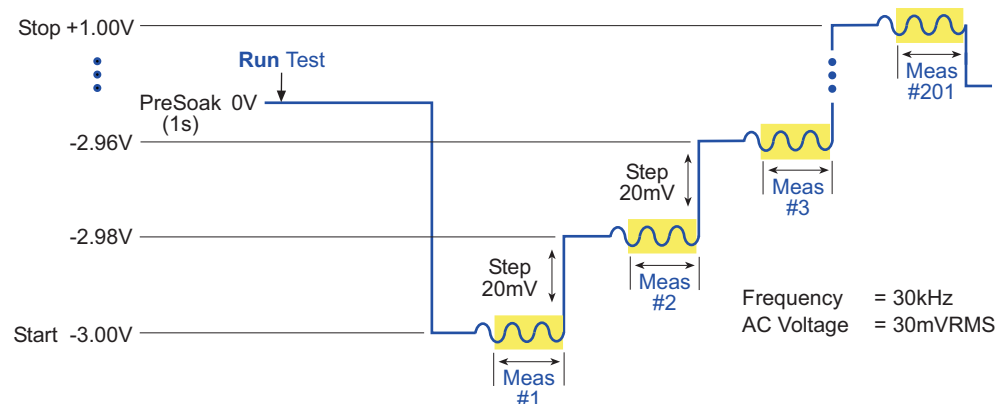 Stop +1.00V
Run Test
PreSoak 0V
(1s)
Meas
#201
-2.96V
Step
20mV
Meas
#3
-2.98V
Step
20mV
Meas
#2
Frequency = 30kHz
AC Voltage = 30mVRMS
Start -3.00V
Meas
#1